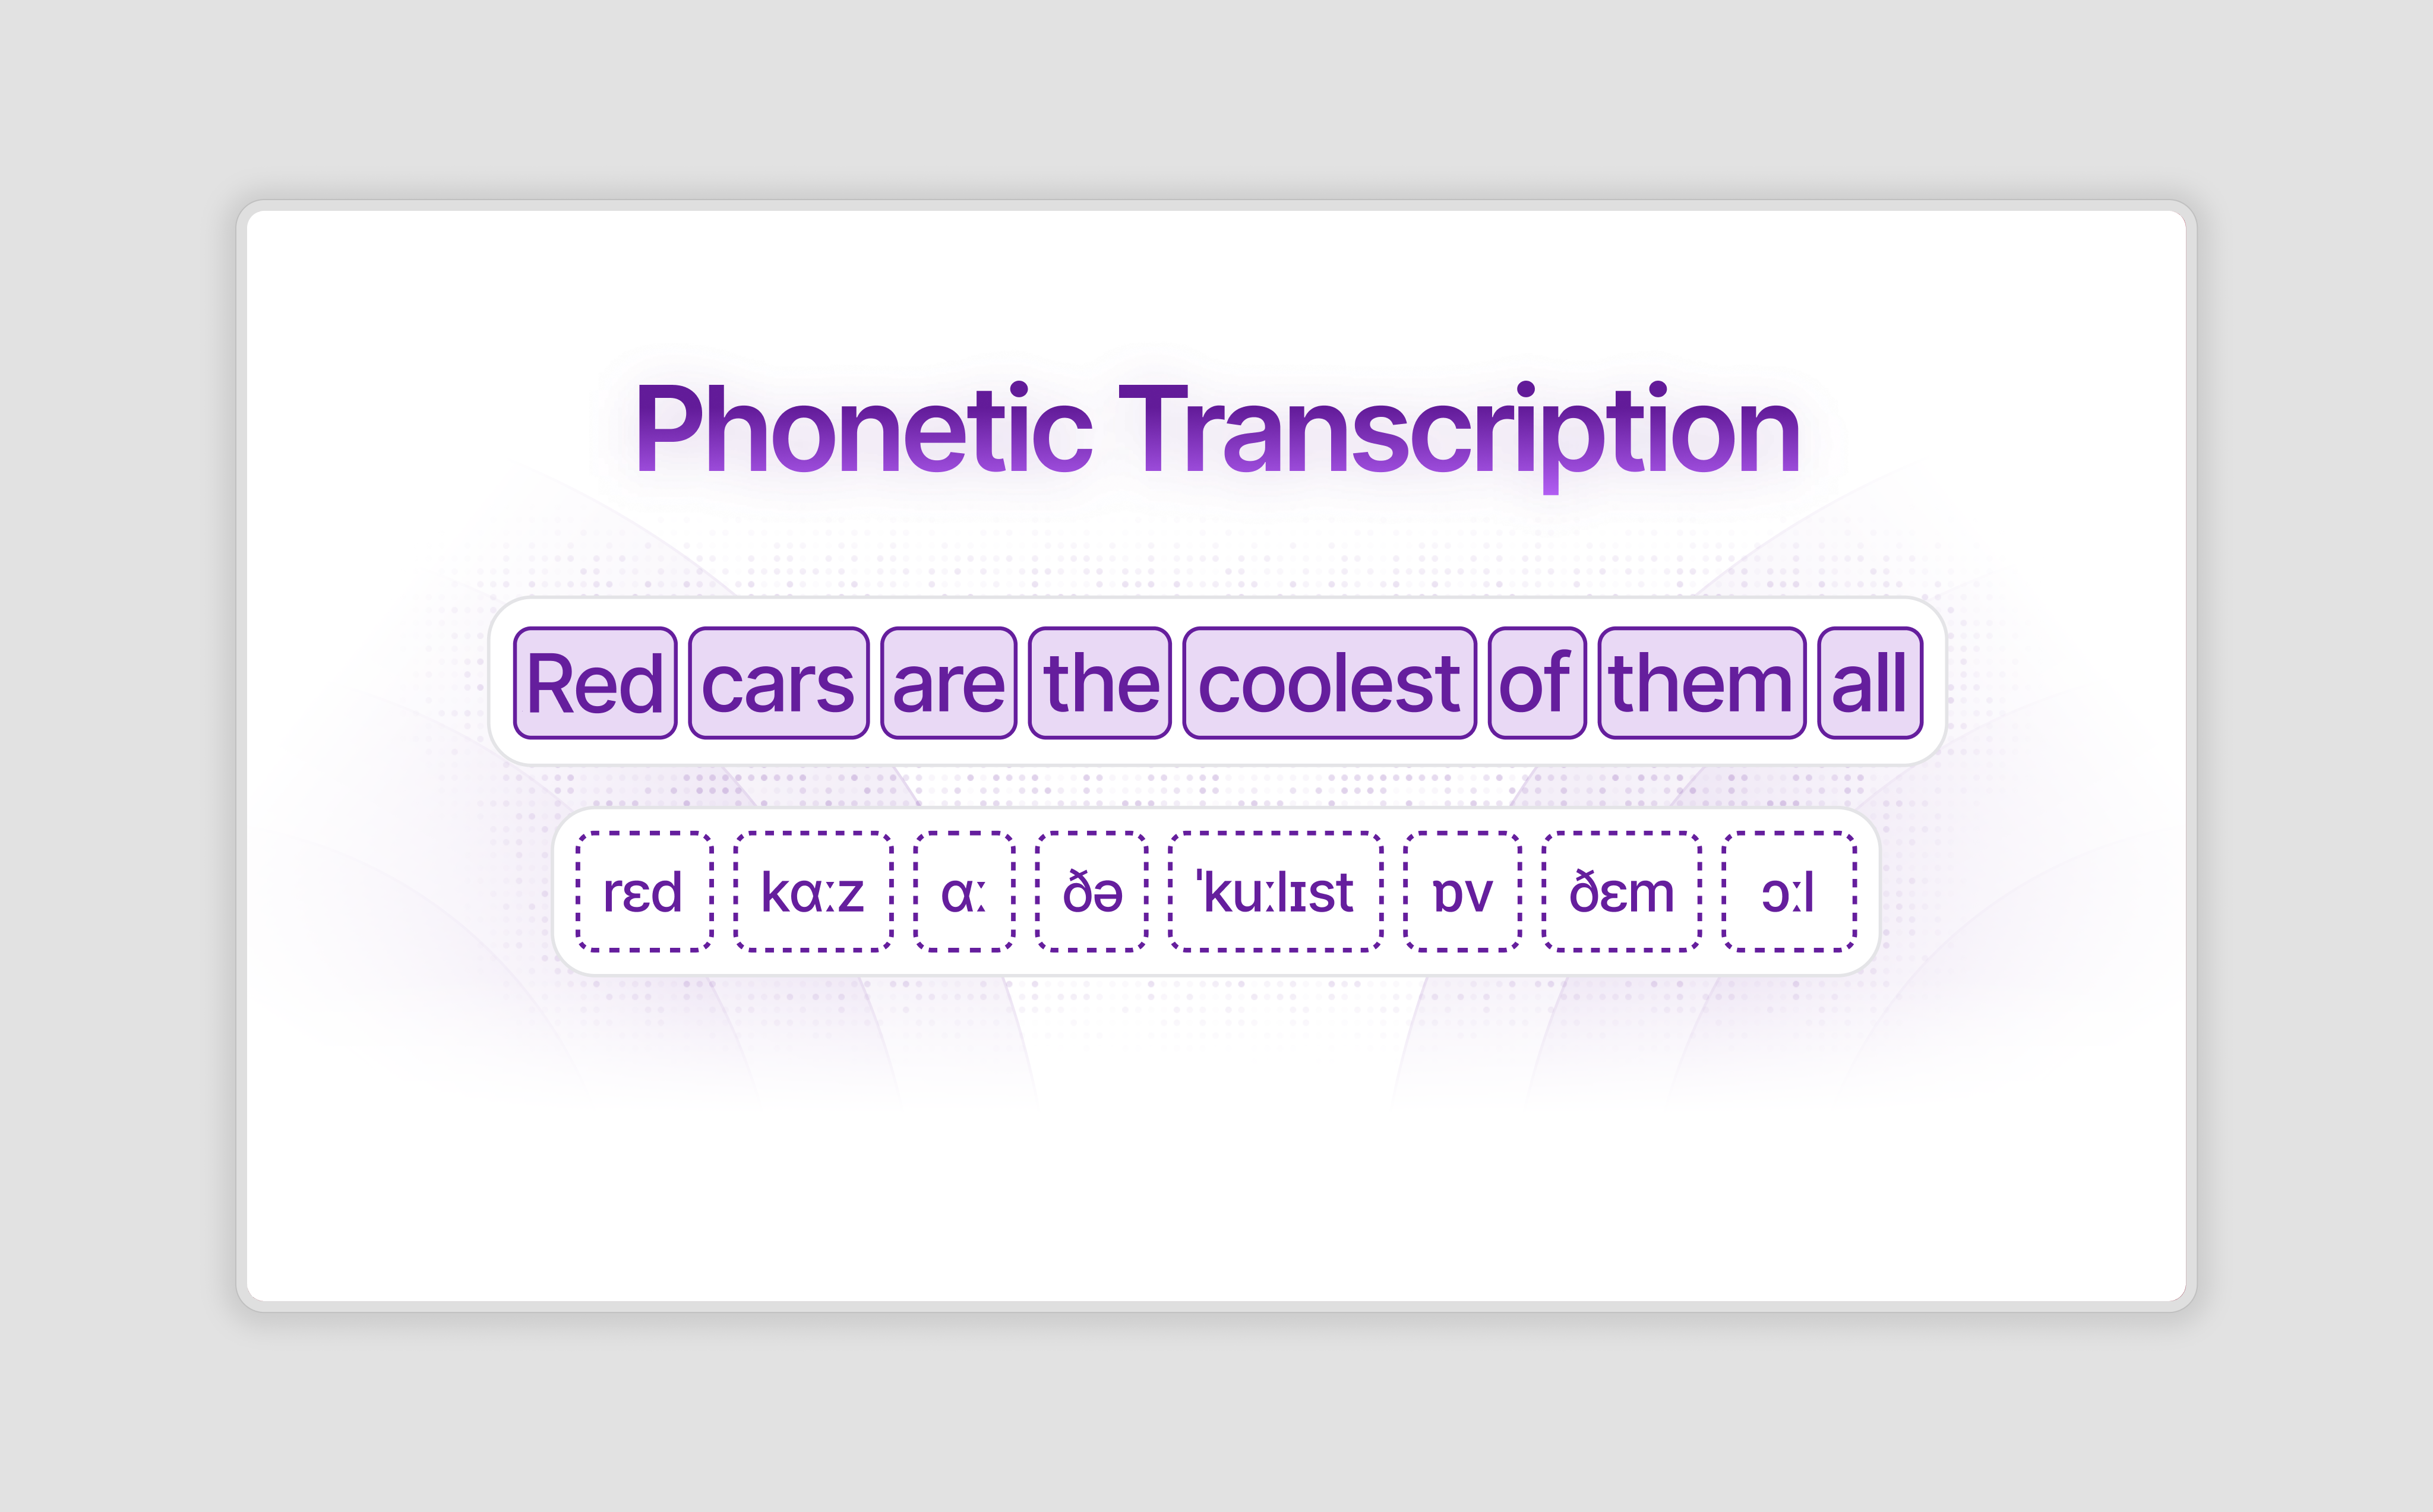 Phonetic Transcription
Red cars are the coolest of them all
rɛd kɑːz ɑː ðə ˈkuːlɪst ɒv ðɛm ɔːl